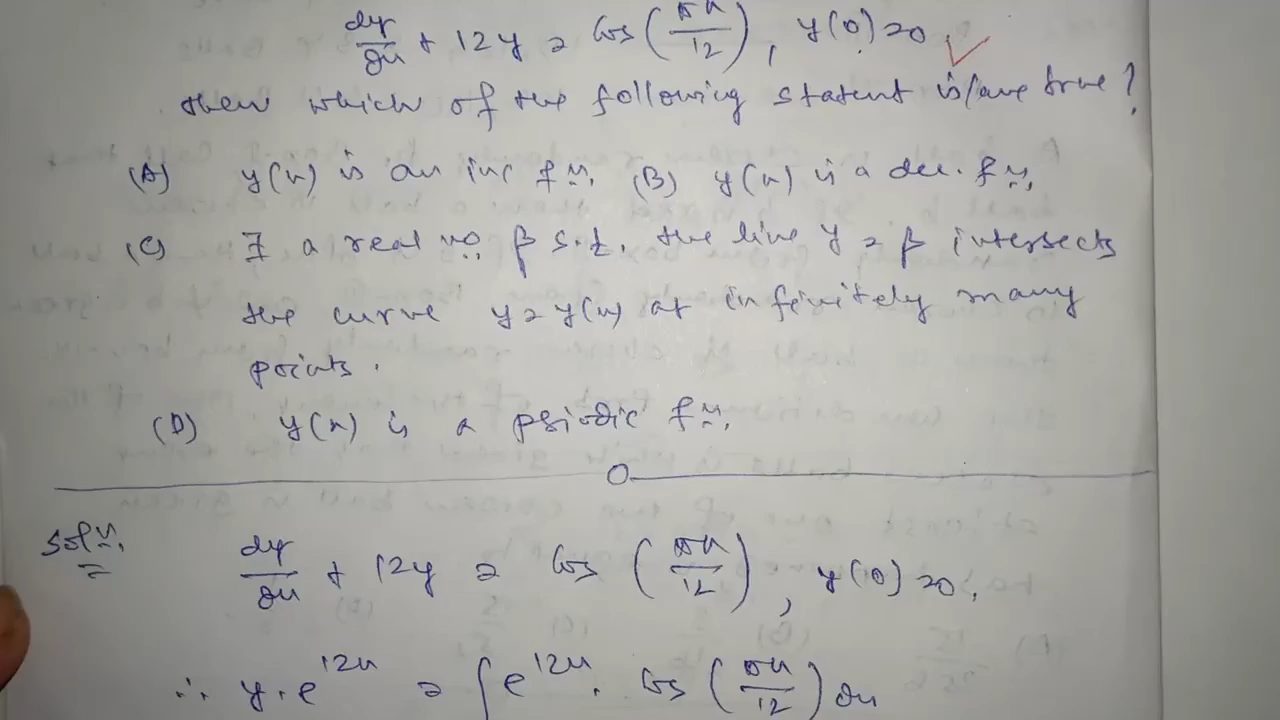 dy/dx + 12y = cos(πx/12), y(0) = 0.
then which of the following statent is/are true?
(A) y(x) is an inc fn. (B) y(x) is a dec. fn.
(C) ∃ a real no. β s.t. the line y = β intersects
the curve y = y(x) at infinitely many
points.
(D) y(x) is a psiodic fn.
Soln.
dy/dx + 12y = cos(πx/12), y(0) = 0.
∴ y.e^12x = ∫e^12x. cos(πx/12) dx